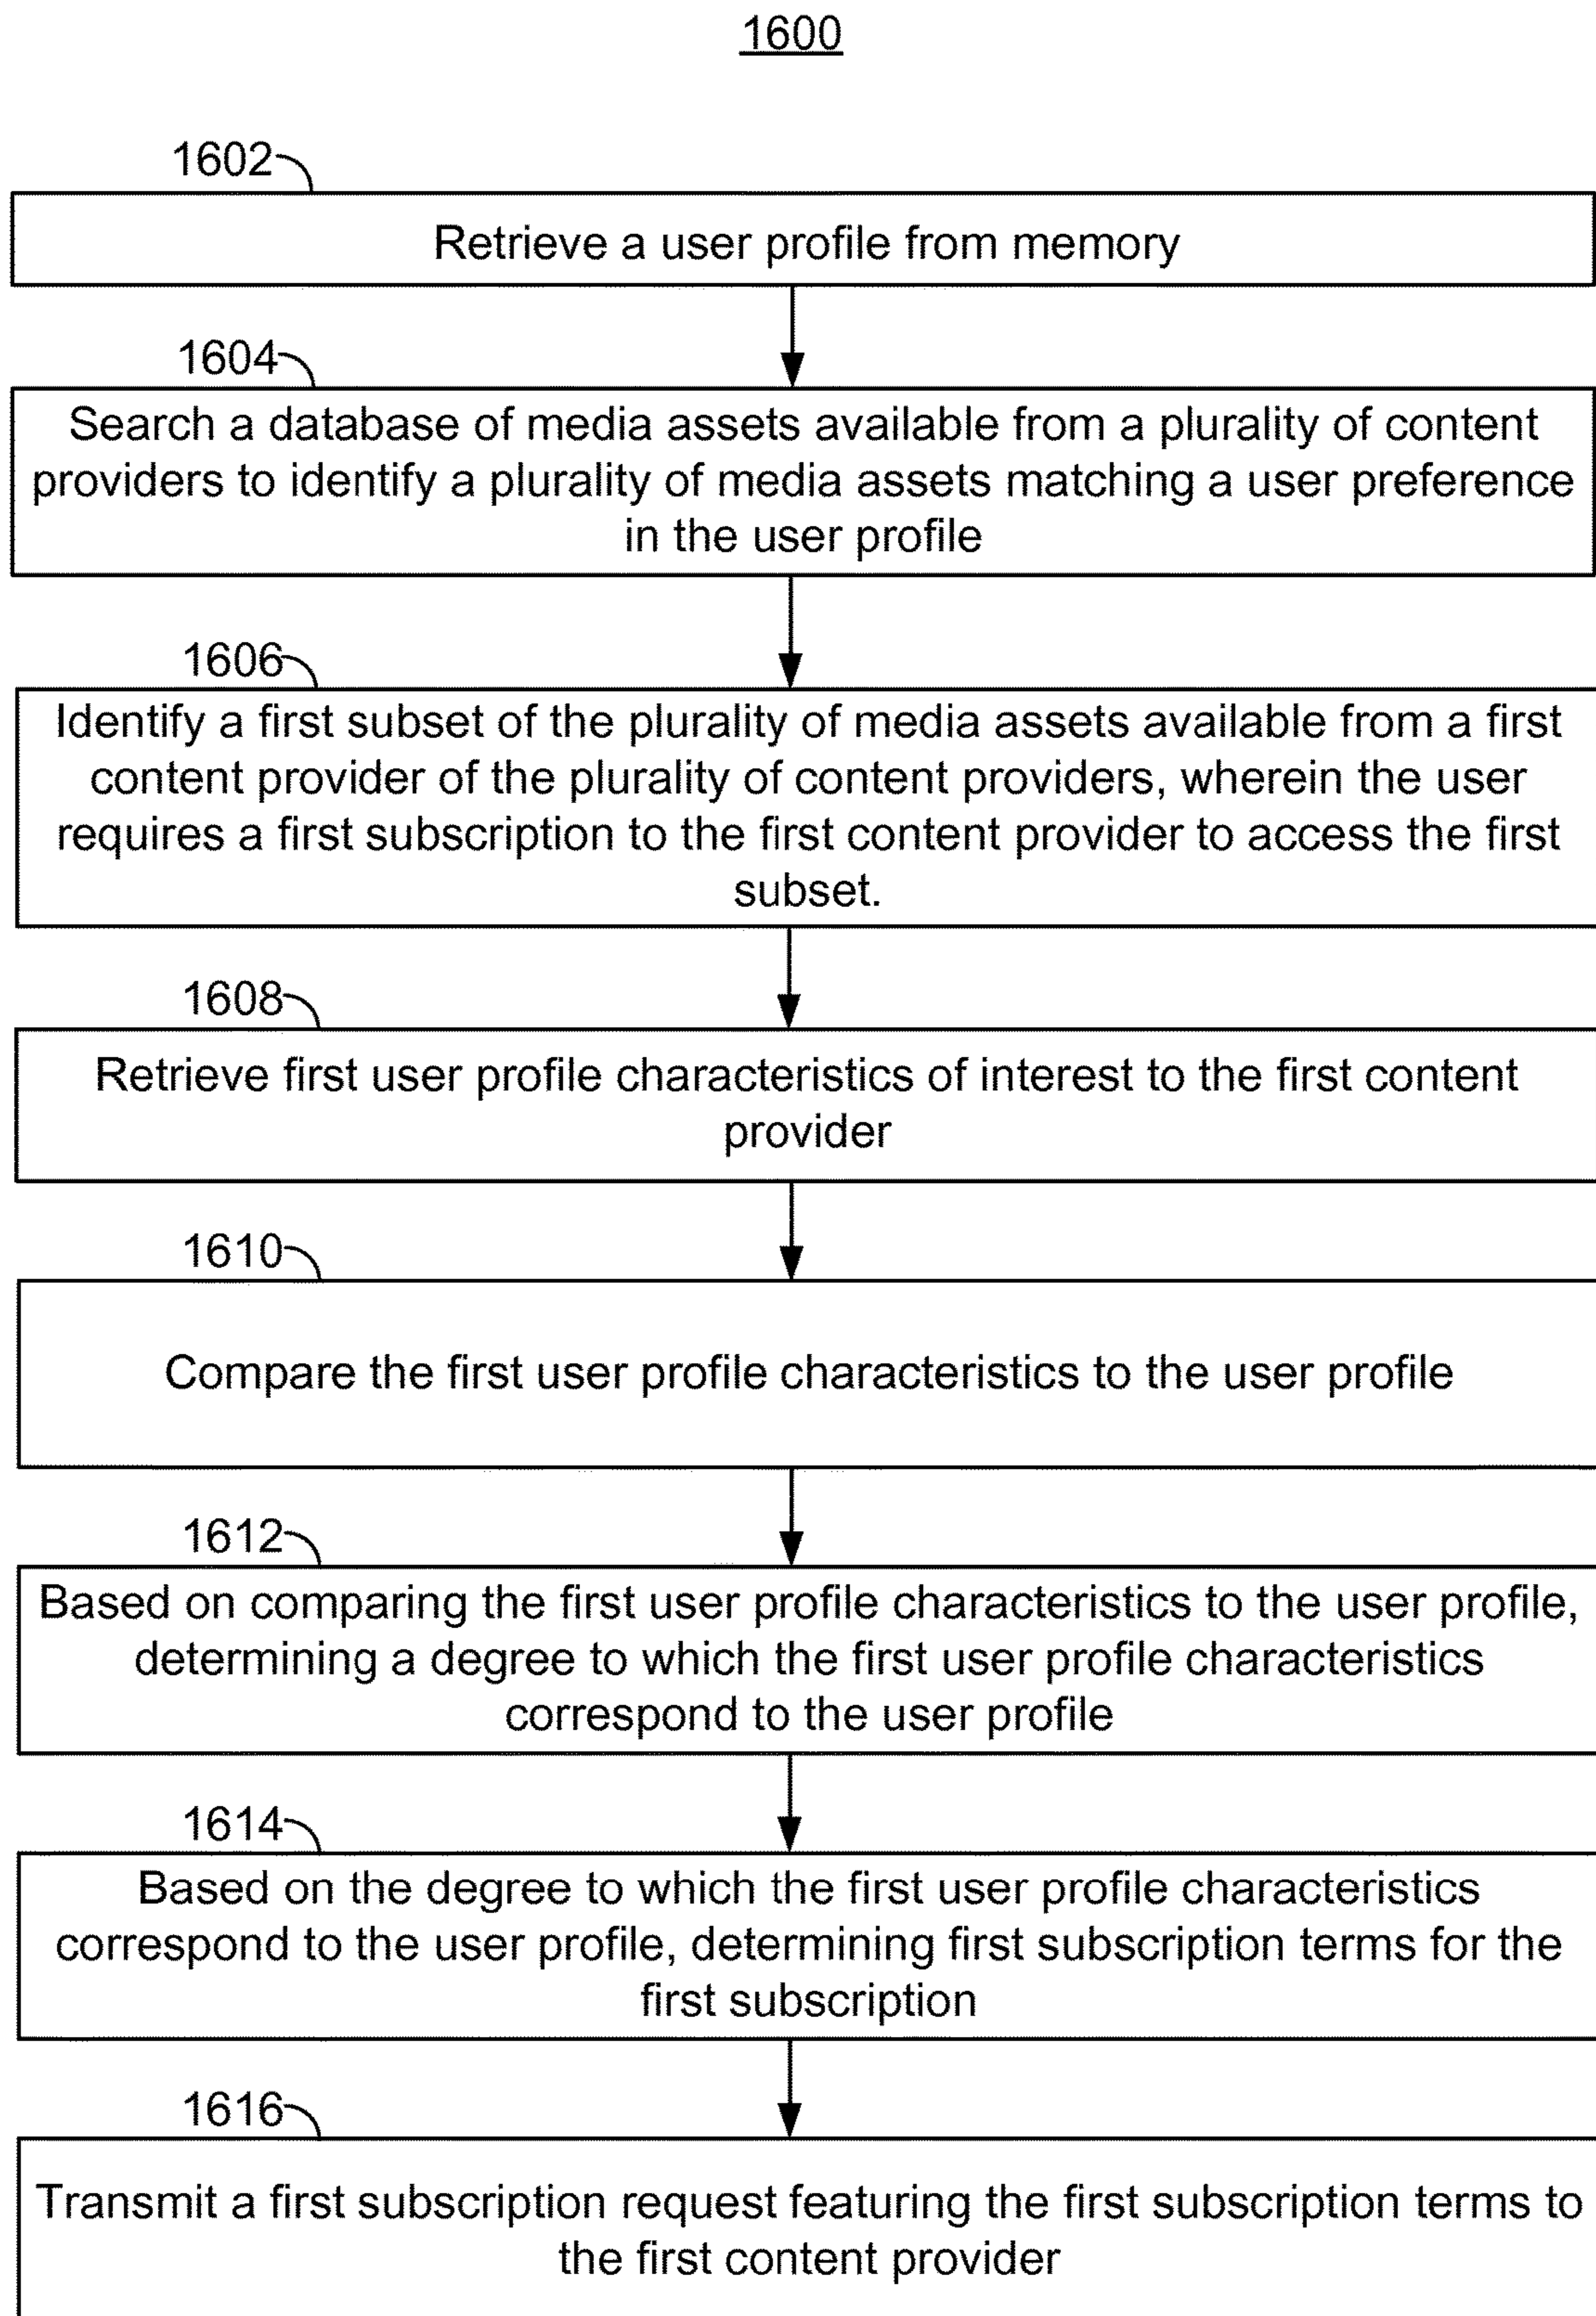 1600
1602
Retrieve a user profile from memory
1604
Search a database of media assets available from a plurality of content
providers to identify a plurality of media assets matching a user preference
in the user profile
1606
Identify a first subset of the plurality of media assets available from a first
content provider of the plurality of content providers, wherein the user
requires a first subscription to the first content provider to access the first
subset.
1608
Retrieve first user profile characteristics of interest to the first content
provider
1610
Compare the first user profile characteristics to the user profile
1612
Based on comparing the first user profile characteristics to the user profile,
determining a degree to which the first user profile characteristics
correspond to the user profile
1614
Based on the degree to which the first user profile characteristics
correspond to the user profile, determining first subscription terms for the
first subscription
1616
Transmit a first subscription request featuring the first subscription terms to
the first content provider